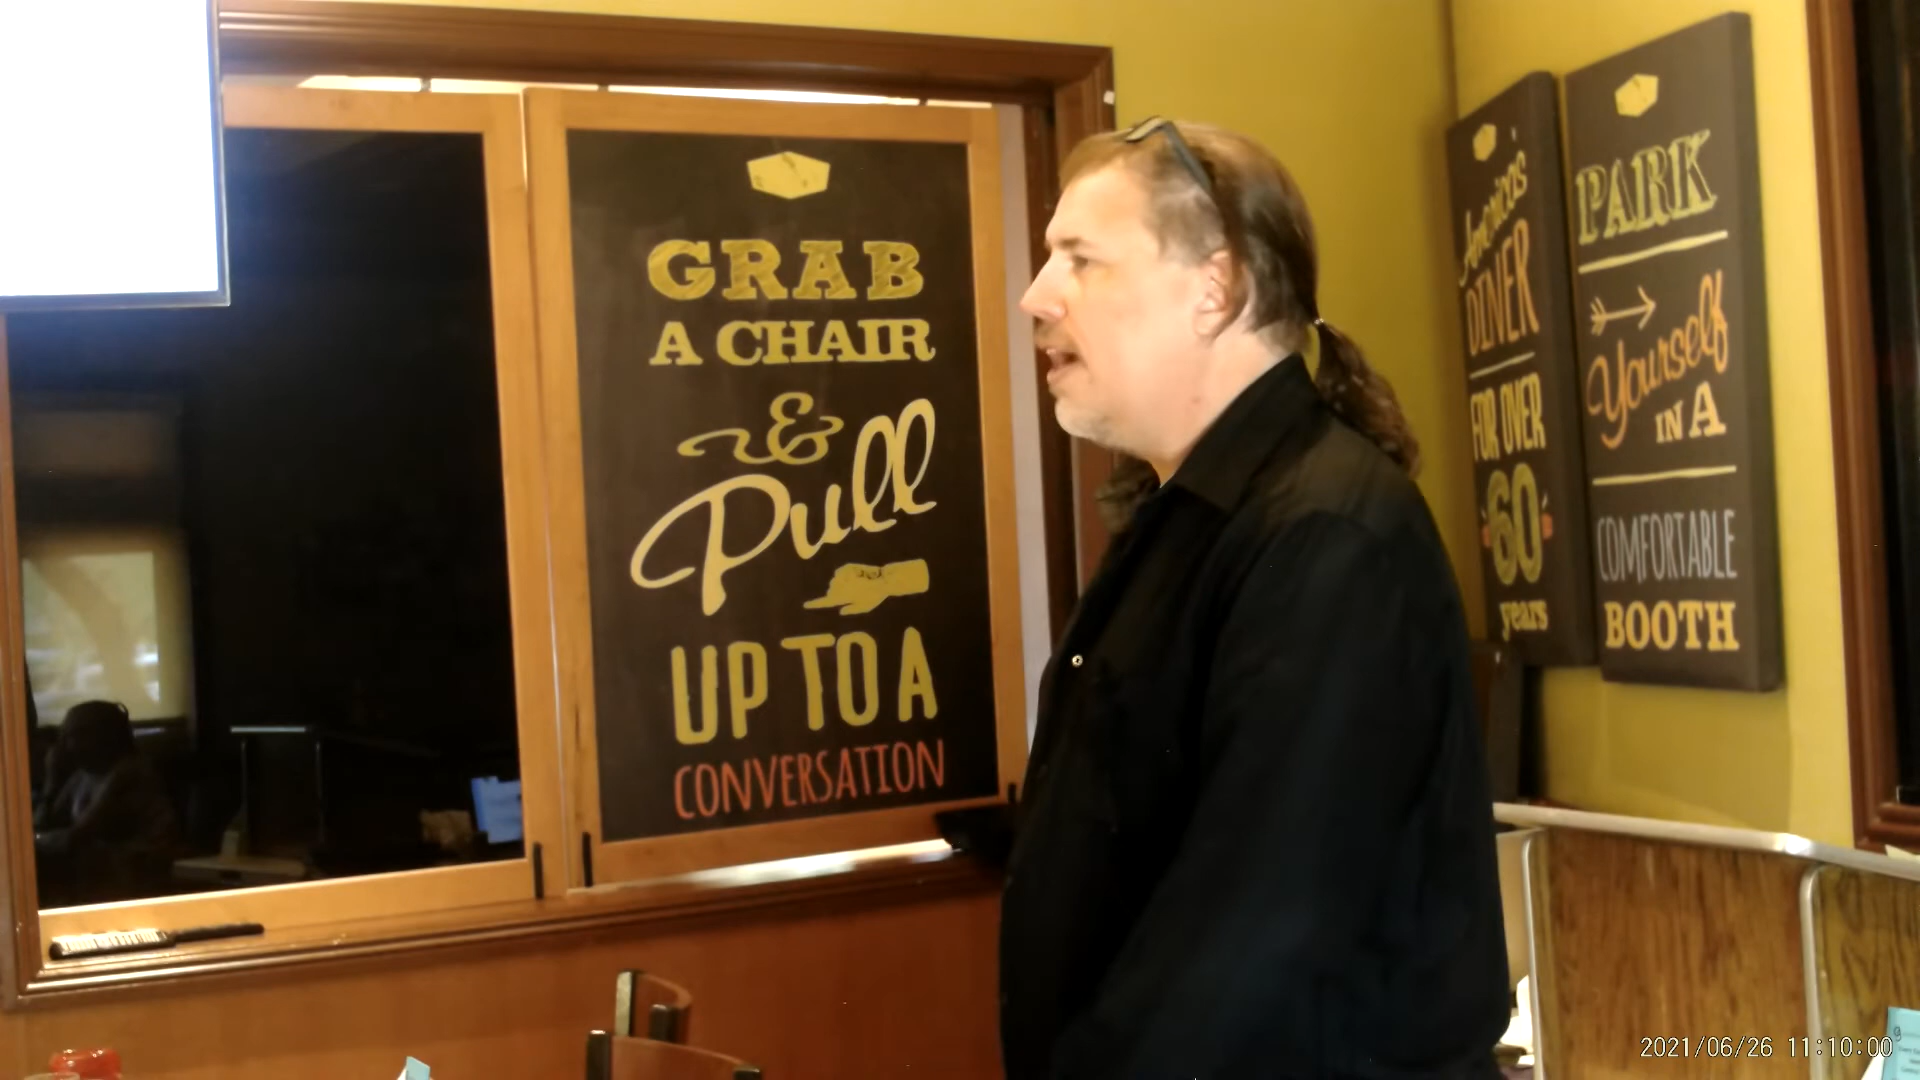 GRAB
A CHAIR
&
Pull
UP TO A
CONVERSATION
America's
DINER
FOR OVER
60
years
PARK
Yourself
IN A
COMFORTABLE
BOOTH
2021/06/26 11:10:00